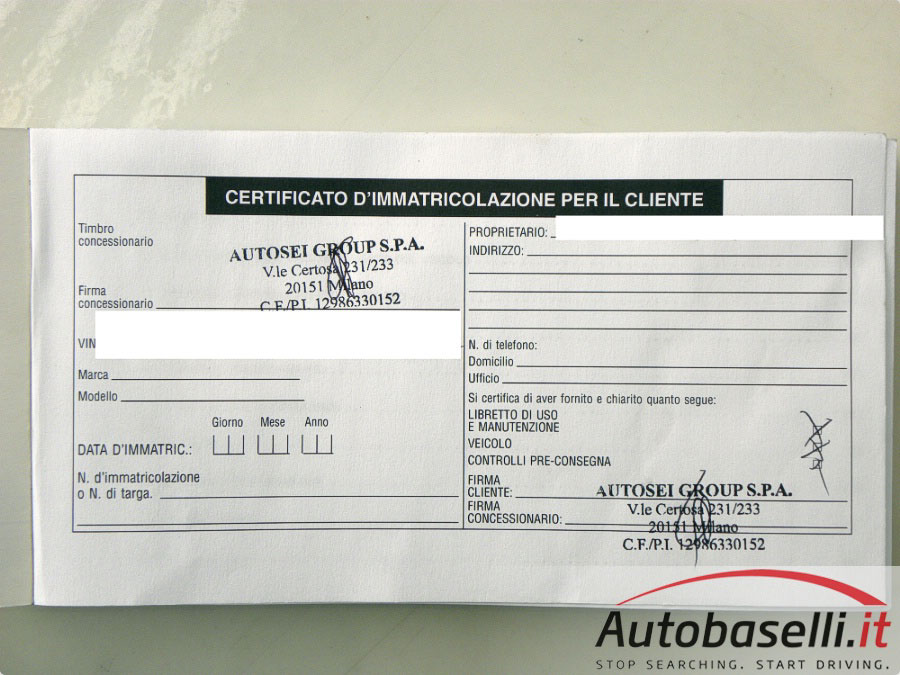 CERTIFICATO D'IMMATRICOLAZIONE PER IL CLIENTE
Timbro
concessionario
AUTOSEI GROUP S.P.A.
V.le Certosa 231/233
20151 Milano
C.F./P.I. 12986330152
Firma
concessionario
VIN
Marca
Modello
Giorno Mese Anno
DATA D'IMMATRIC.:
N. d'immatricolazione
o N. di targa.
PROPRIETARIO:
INDIRIZZO:
N. di telefono:
Domicilio
Ufficio
Si certifica di aver fornito e chiarito quanto segue:
LIBRETTO DI USO
E MANUTENZIONE
VEICOLO
CONTROLLI PRE-CONSEGNA
FIRMA
CLIENTE:
FIRMA
CONCESSIONARIO:
AUTOSEI GROUP S.P.A.
V.le Certosa 231/233
20151 Milano
C.F./P.I. 12986330152
Autobaselli.it
STOP SEARCHING. START DRIVING.